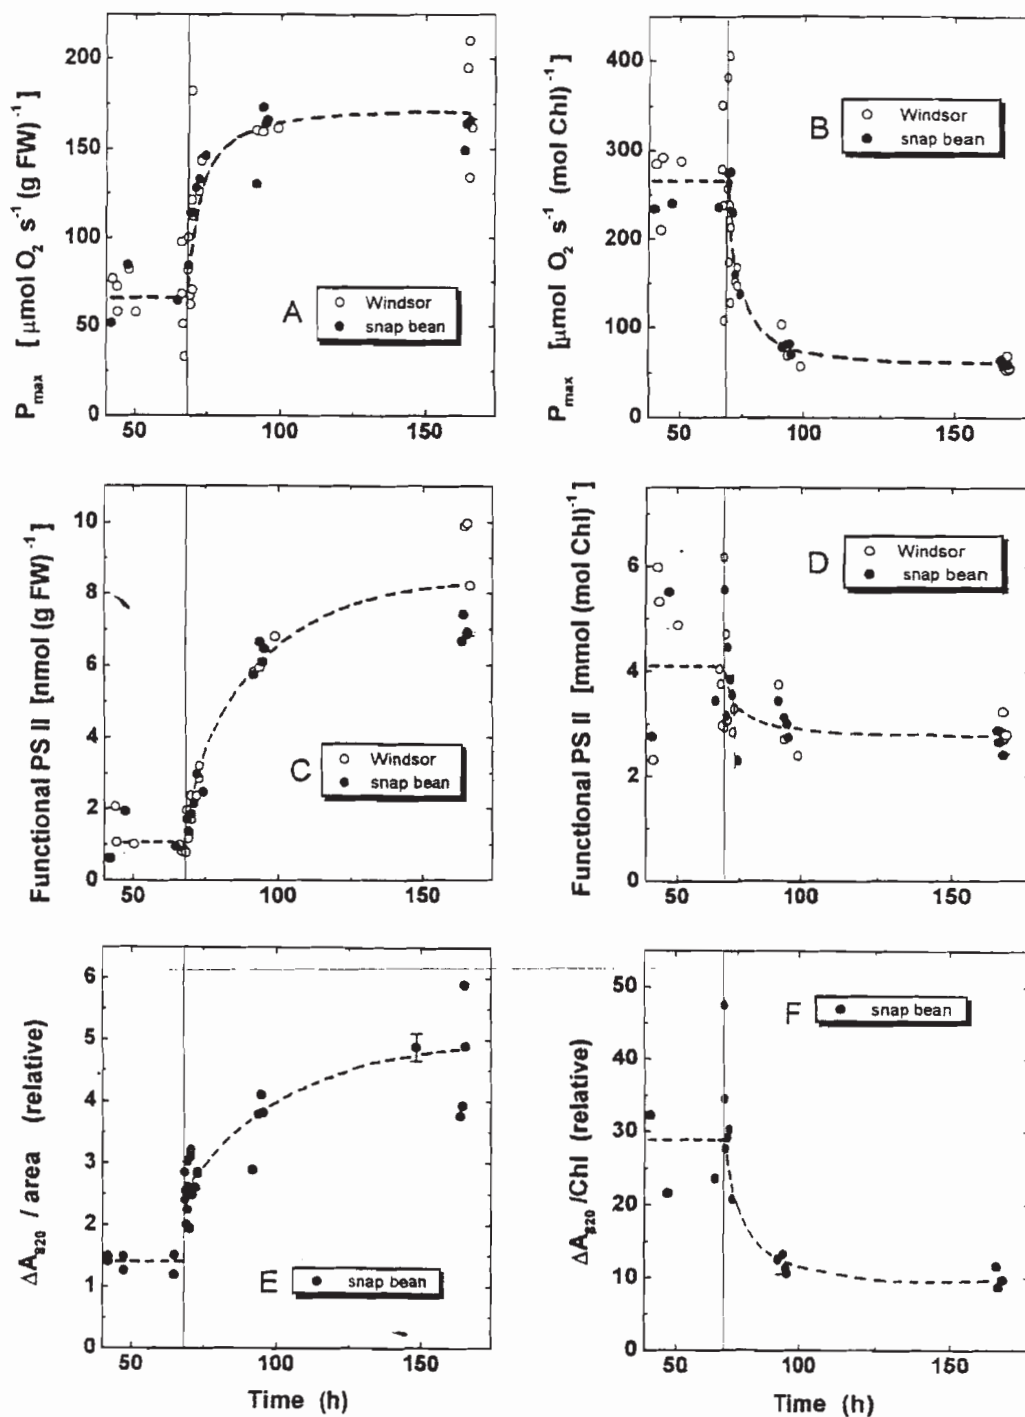 P_max [μmol O₂ s⁻¹ (g FW)⁻¹]
200
150
100
50
0
50
100
150
A
Windsor
snap bean
P_max [μmol O₂ s⁻¹ (mol Chl)⁻¹]
400
300
200
100
0
50
100
150
B
Windsor
snap bean
Functional PS II [nmol (g FW)⁻¹]
10
8
6
4
2
0
50
100
150
C
Windsor
snap bean
Functional PS II [mmol (mol Chl)⁻¹]
6
4
2
0
50
100
150
D
Windsor
snap bean
ΔA₈₂₀ / area (relative)
6
5
4
3
2
1
0
50
100
150
E
snap bean
Time (h)
ΔA₈₂₀ /Chl (relative)
50
40
30
20
10
0
50
100
150
F
snap bean
Time (h)